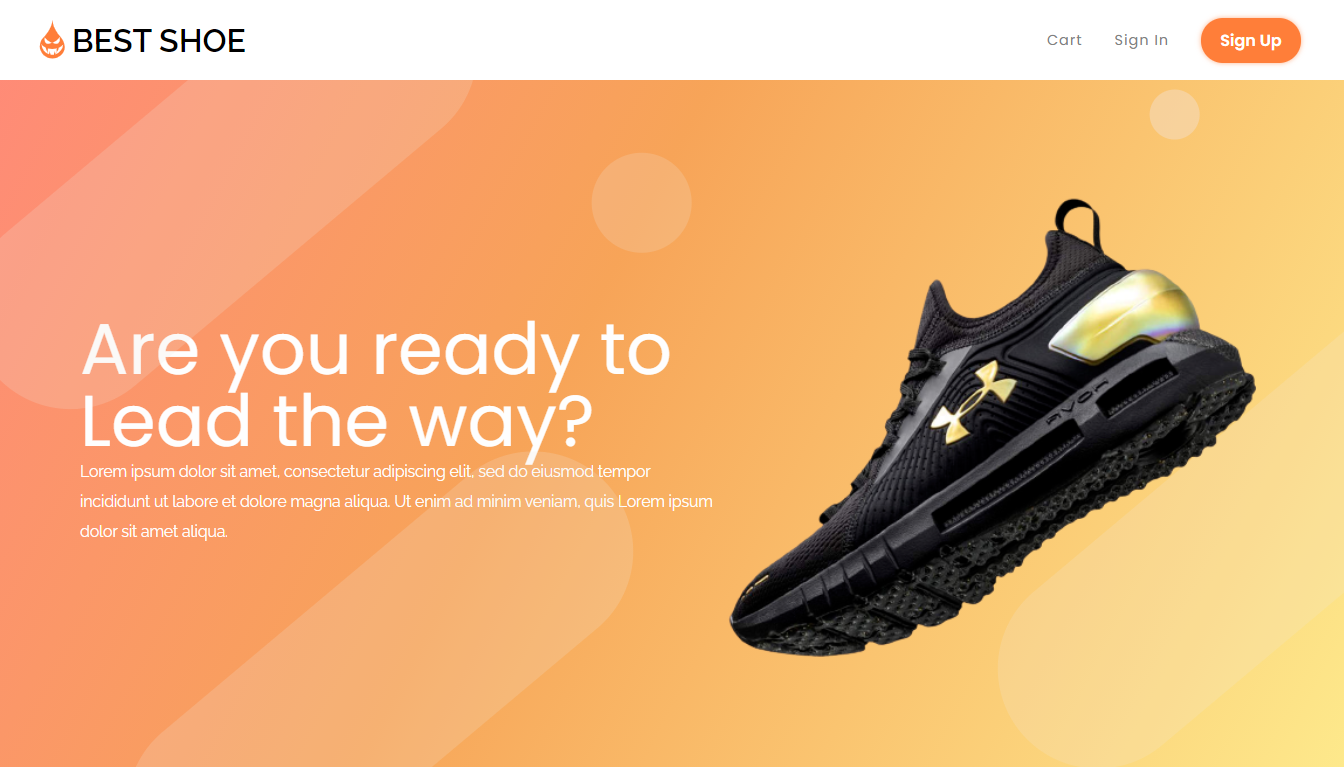 BEST SHOE
Cart
Sign In
Sign Up
Are you ready to
Lead the way?
Lorem ipsum dolor sit amet, consectetur adipiscing elit, sed do eiusmod tempor
incididunt ut labore et dolore magna aliqua. Ut enim ad minim veniam, quis Lorem ipsum
dolor sit amet aliqua.